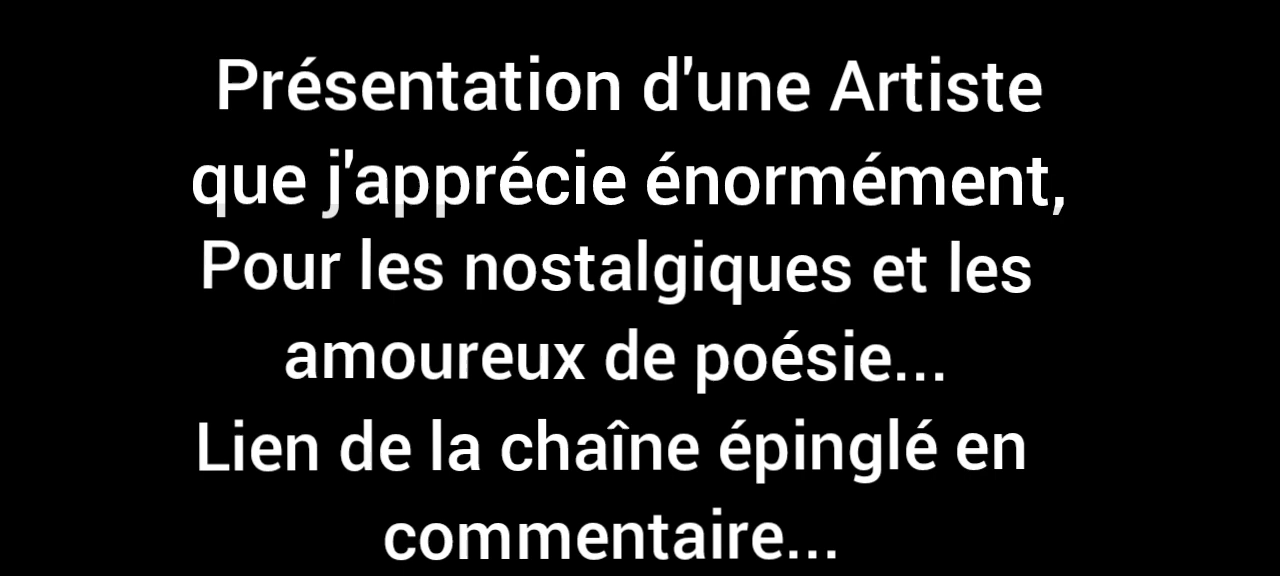 Présentation d'une Artiste
que j'apprécie énormément,
Pour les nostalgiques et les
amoureux de poésie...
Lien de la chaîne épinglé en
commentaire...